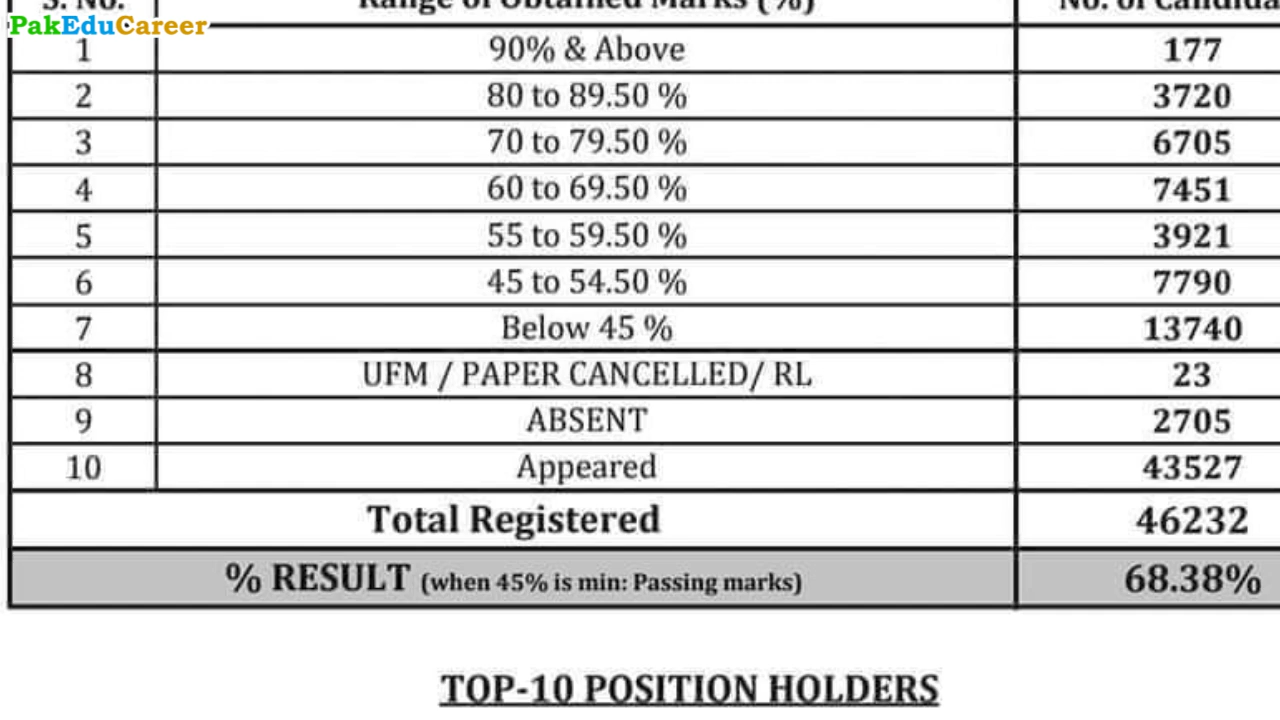 S. No. Range of Obtained Marks (%) No. of
PakEduCareer
1 90% & Above 177
2 80 to 89.50 % 3720
3 70 to 79.50 % 6705
4 60 to 69.50 % 7451
5 55 to 59.50 % 3921
6 45 to 54.50 % 7790
7 Below 45 % 13740
8 UFM / PAPER CANCELLED/ RL 23
9 ABSENT 2705
10 Appeared 43527
Total Registered 46232
% RESULT (when 45% is min: Passing marks) 68.38%
TOP-10 POSITION HOLDERS